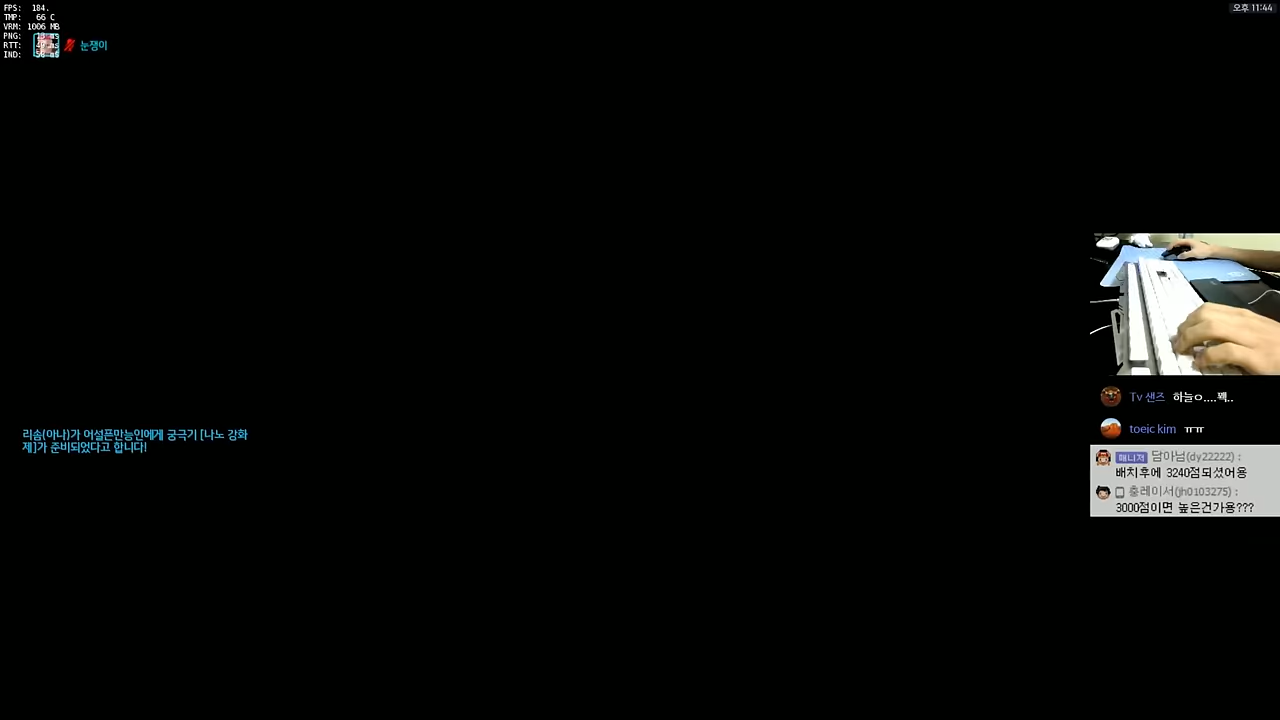 FPS: 184.
오후 11:44
TMP: 66 C
VRM: 1006 MB
PNG:
RTT:
눈쟁이
IND:
Tv 샌즈 하늘ㅇ....꽥..
toeic kim ㅠㅠ
리솜(아나)가 어설픈만능인에게 궁극기 [나노 강화
제]가 준비되었다고 합니다!
매니저 담아님(dy22222) :
배치후에 3240점되셨어용
충레이서(jh0103275) :
3000점이면 높은건가용???